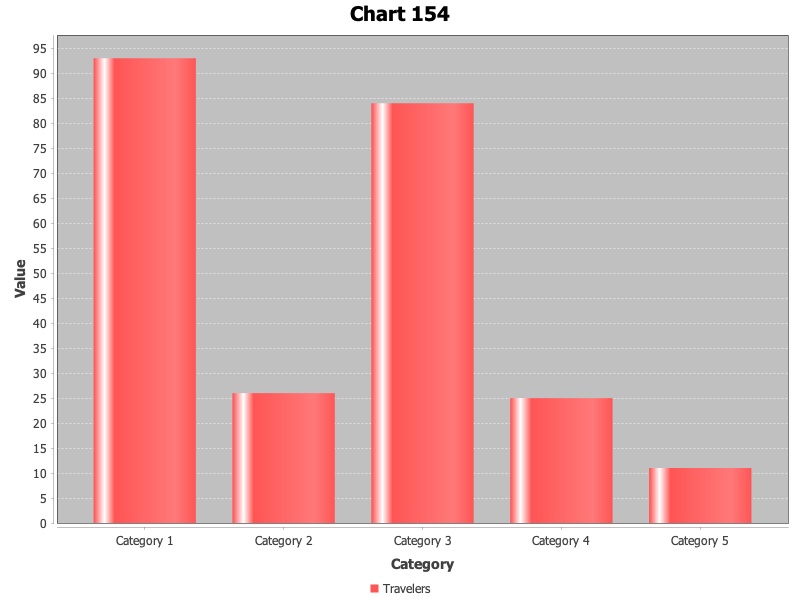 Chart 154
Value
95
90
85
80
75
70
65
60
55
50
45
40
35
30
25
20
15
10
5
0
Category 1
Category 2
Category 3
Category 4
Category 5
Category
Travelers